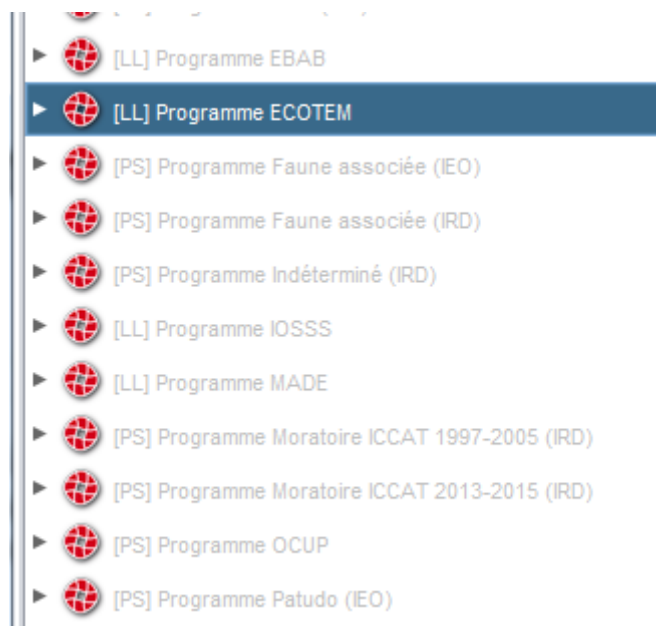 [LL] Programme EBAB
[LL] Programme ECOTEM
[PS] Programme Faune associée (IEO)
[PS] Programme Faune associée (IRD)
[PS] Programme Indéterminé (IRD)
[LL] Programme IOSSS
[LL] Programme MADE
[PS] Programme Moratoire ICCAT 1997-2005 (IRD)
[PS] Programme Moratoire ICCAT 2013-2015 (IRD)
[PS] Programme OCUP
[PS] Programme Patudo (IEO)